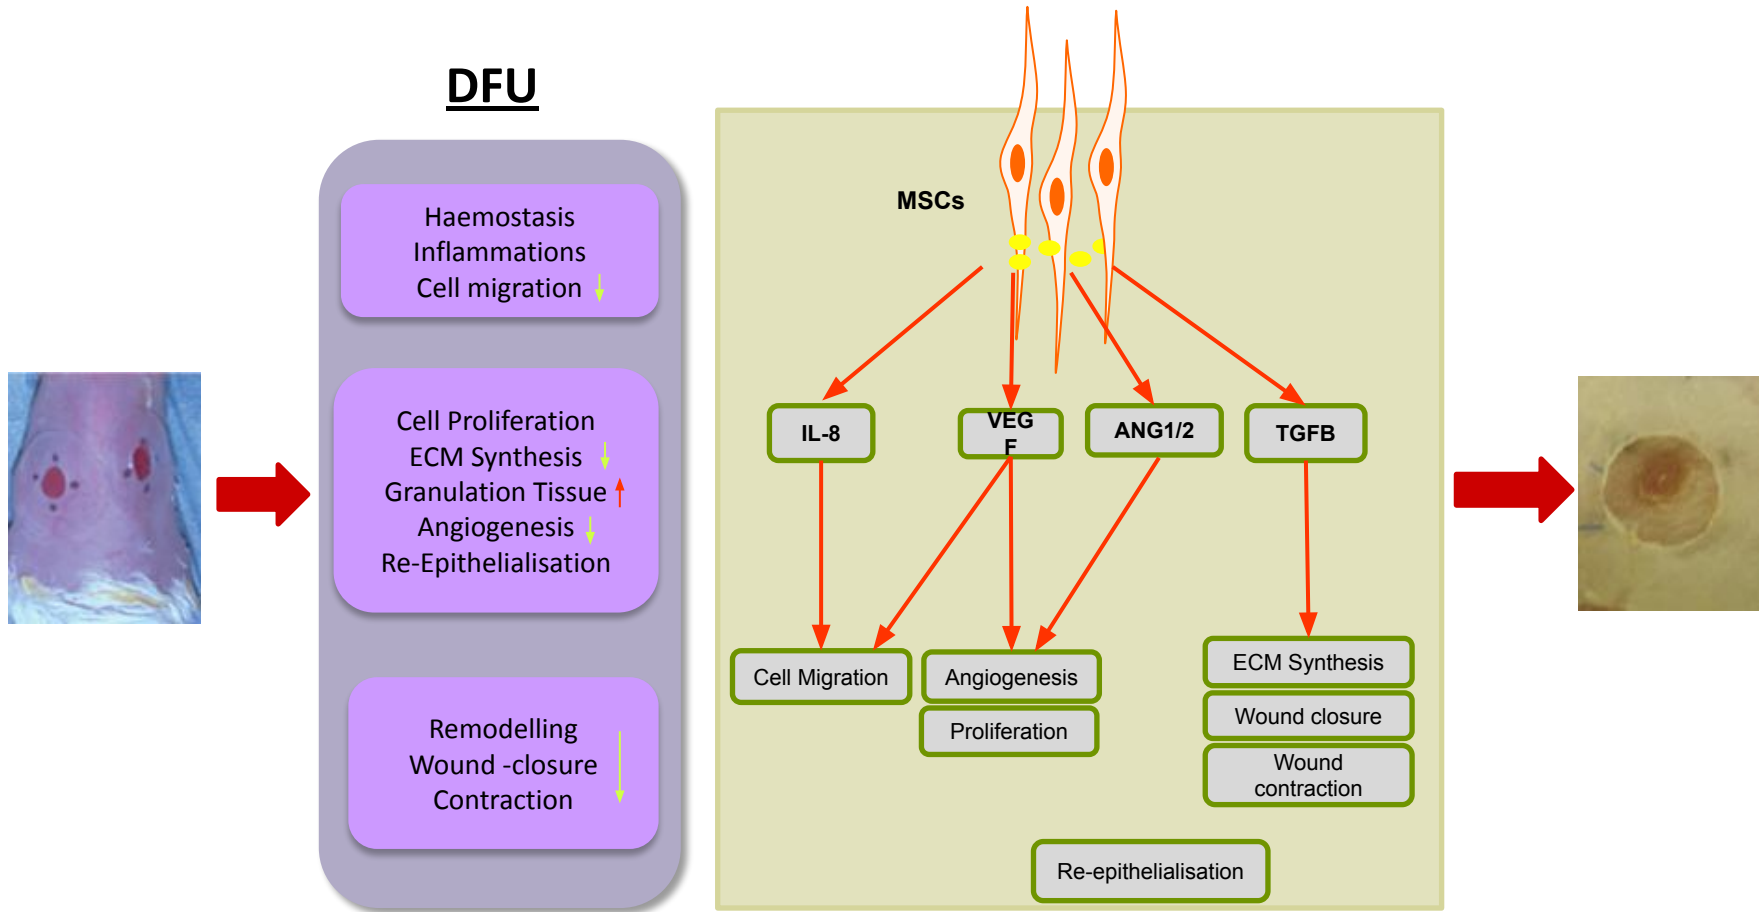 DFU
Haemostasis
Inflammations
Cell migration
Cell Proliferation
ECM Synthesis
Granulation Tissue
Angiogenesis
Re-Epithelialisation
Remodelling
Wound -closure
Contraction
MSCs
IL-8
VEG
F
ANG1/2
TGFB
Cell Migration
Angiogenesis
Proliferation
ECM Synthesis
Wound closure
Wound
contraction
Re-epithelialisation